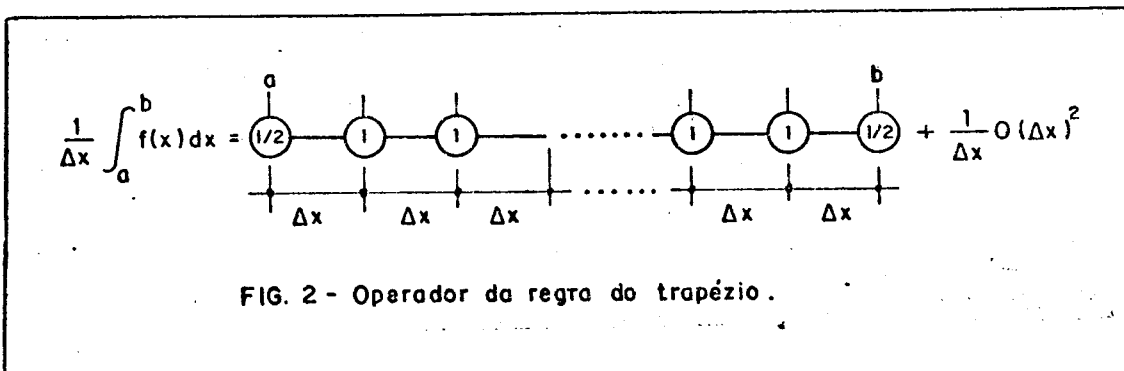 a b
1/Δx ∫_a^b f(x) dx = 1/2 1 1 ....... 1 1 1/2 + 1/Δx O (Δx)^2
Δx Δx Δx ...... Δx Δx
FIG. 2 - Operador da regra do trapézio.